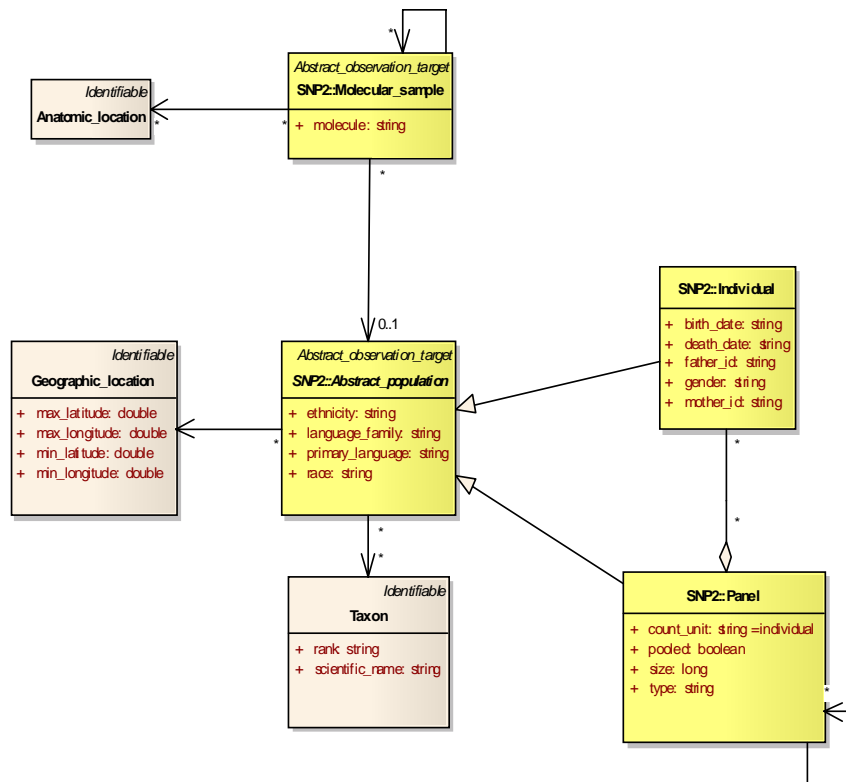 *
Abstract_observation_target
SNP2::Molecular_sample
+ molecule: string
Identifiable
Anatomic_location
*
*
*
0..1
Abstract_observation_target
SNP2::Abstract_population
+ ethnicity: string
+ language_family: string
+ primary_language: string
+ race: string
Identifiable
Geographic_location
+ max_latitude: double
+ max_longitude: double
+ min_latitude: double
+ min_longitude: double
*
SNP2::Individual
+ birth_date: string
+ death_date: string
+ father_id: string
+ gender: string
+ mother_id: string
*
*
*
*
Identifiable
Taxon
+ rank: string
+ scientific_name: string
SNP2::Panel
+ count_unit: string =individual
+ pooled: boolean
+ size: long
+ type: string
*